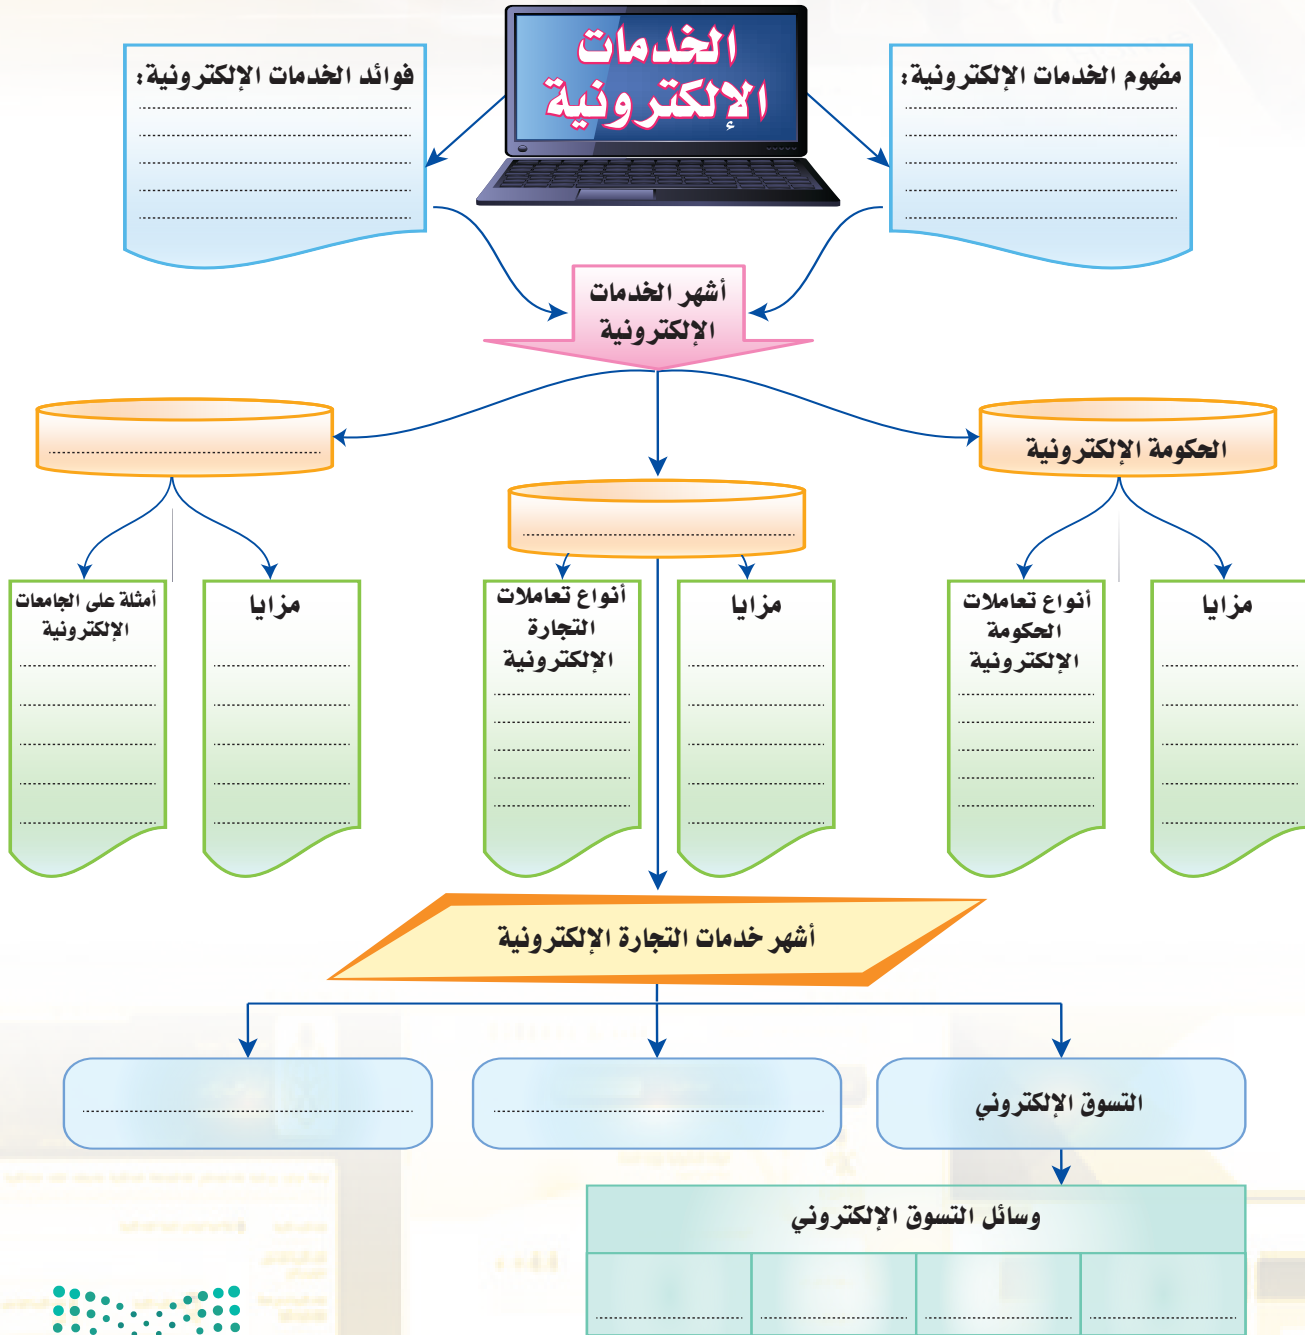 الخدمات
الإلكترونية
مفهوم الخدمات الإلكترونية:
فوائد الخدمات الإلكترونية:
أشهر الخدمات
الإلكترونية
الحكومة الإلكترونية
مزايا
أنواع تعاملات
الحكومة
الإلكترونية
مزايا
أنواع تعاملات
التجارة
الإلكترونية
مزايا
أمثلة على الجامعات
الإلكترونية
أشهر خدمات التجارة الإلكترونية
التسوق الإلكتروني
وسائل التسوق الإلكتروني